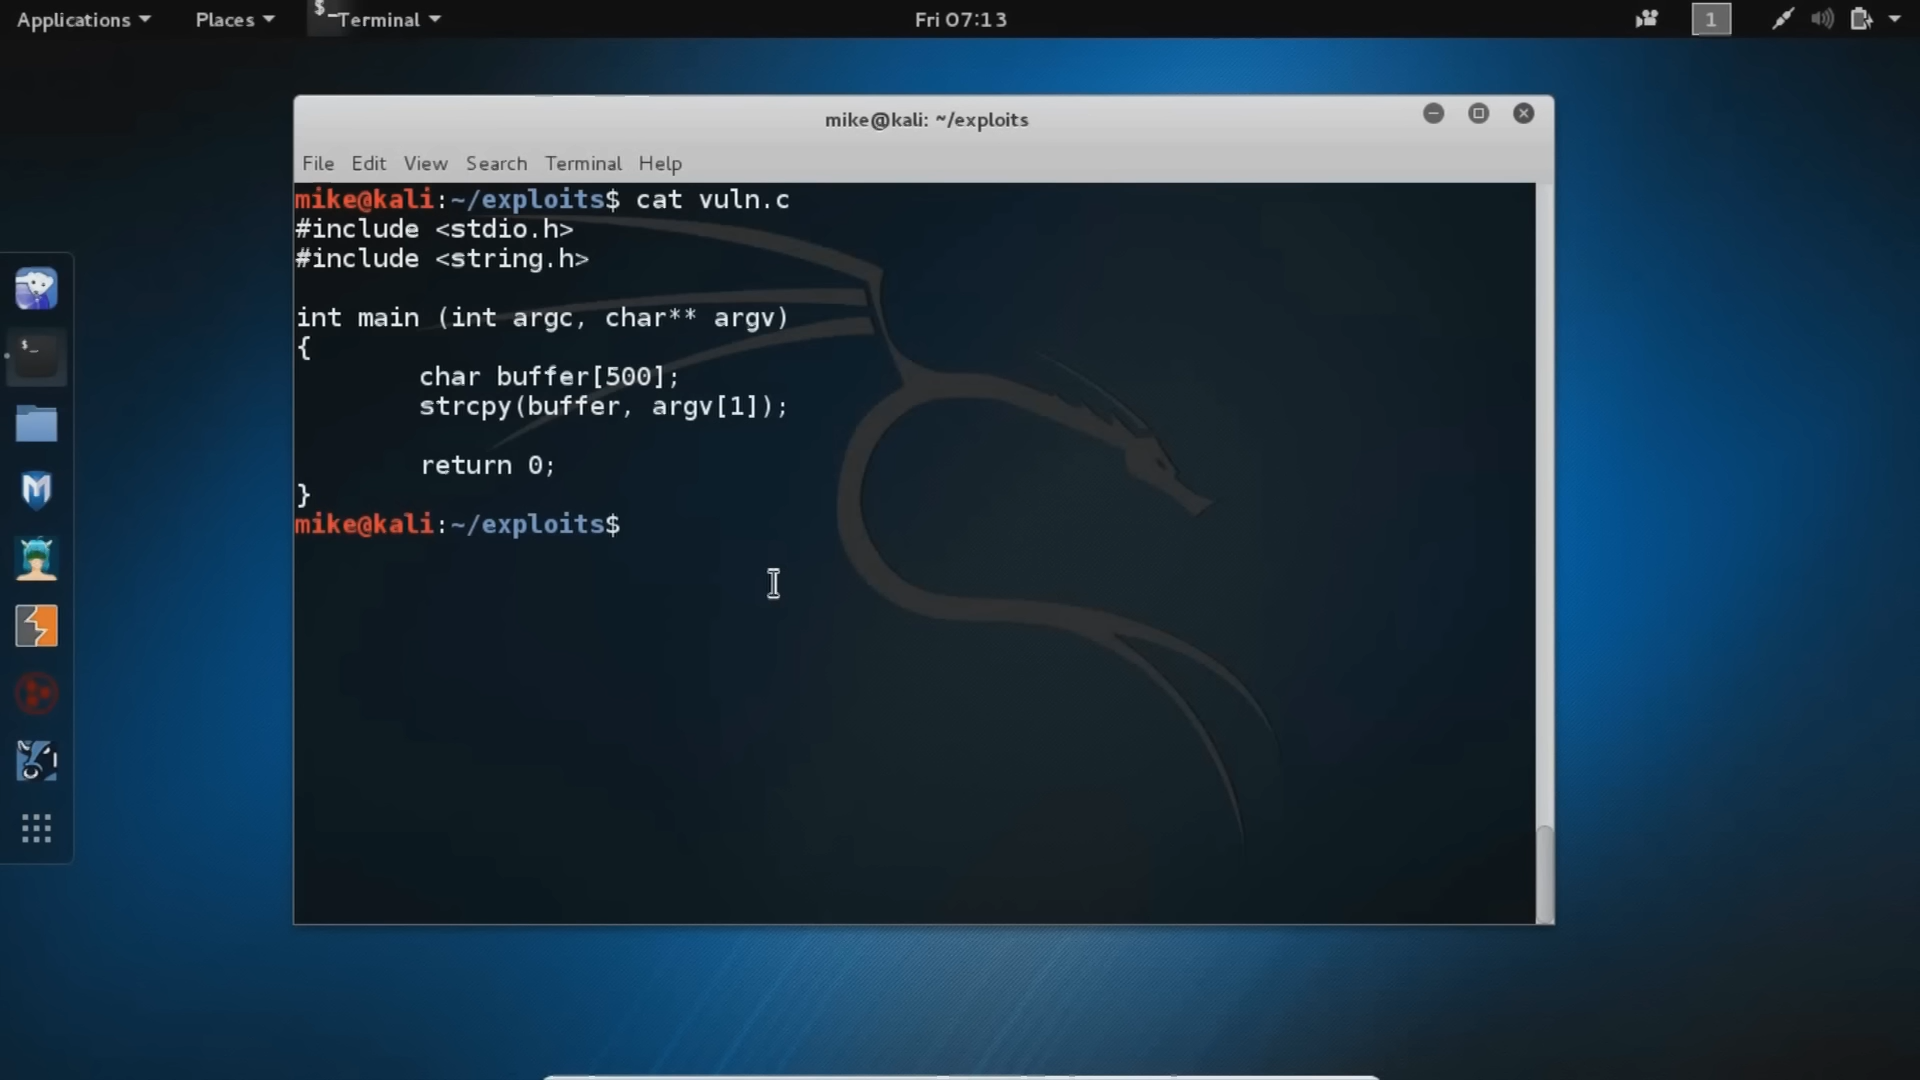 Applications Places $_ Terminal Fri 07:13 1
mike@kali: ~/exploits
File Edit View Search Terminal Help
mike@kali:~/exploits$ cat vuln.c
#include <stdio.h>
#include <string.h>
int main (int argc, char** argv)
{
char buffer[500];
strcpy(buffer, argv[1]);
return 0;
}
mike@kali:~/exploits$
$_